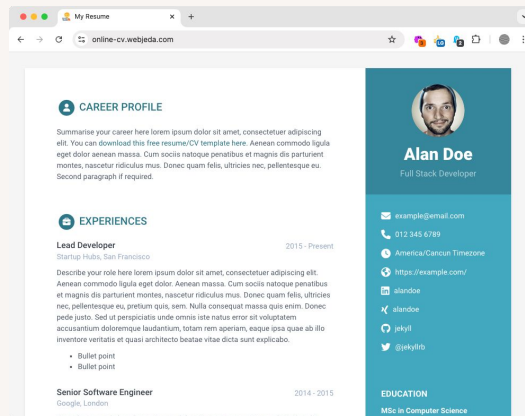 My Resume
online-cv.webjeda.com
CAREER PROFILE
Summarise your career here lorem ipsum dolor sit amet, consectetuer adipiscing
elit. You can download this free resume/CV template here. Aenean commodo ligula
eget dolor aenean massa. Cum sociis natoque penatibus et magnis dis parturient
montes, nascetur ridiculus mus. Donec quam felis, ultricies nec, pellentesque eu.
Second paragraph if required.
EXPERIENCES
Lead Developer
2015 - Present
Startup Hubs, San Francisco
Describe your role here lorem ipsum dolor sit amet, consectetuer adipiscing elit.
Aenean commodo ligula eget dolor. Aenean massa. Cum sociis natoque penatibus
et magnis dis parturient montes, nascetur ridiculus mus. Donec quam felis, ultricies
nec, pellentesque eu, pretium quis, sem. Nulla consequat massa quis enim. Donec
pede justo. Sed ut perspiciatis unde omnis iste natus error sit voluptatem
accusantium doloremque laudantium, totam rem aperiam, eaque ipsa quae ab illo
inventore veritatis et quasi architecto beatae vitae dicta sunt explicabo.
• Bullet point
• Bullet point
Senior Software Engineer
2014 - 2015
Google, London
Alan Doe
Full Stack Developer
example@email.com
012 345 6789
America/Cancun Timezone
https://example.com/
alandoe
alandoe
jekyll
@jekyllrb
EDUCATION
MSc in Computer Science